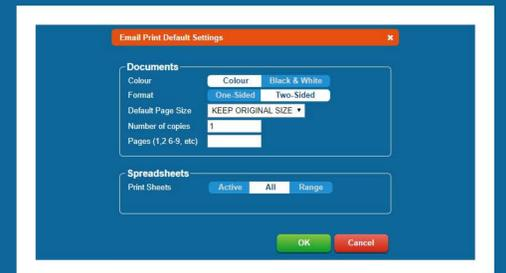 Email Print Default Settings ×
Documents
Colour Colour Black & White
Format One-Sided Two-Sided
Default Page Size KEEP ORIGINAL SIZE
Number of copies 1
Pages (1,2 6-9, etc)
Spreadsheets
Print Sheets Active All Range
OK Cancel